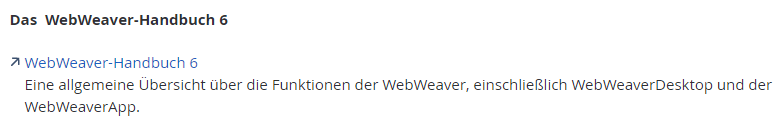 Das WebWeaver-Handbuch 6
WebWeaver-Handbuch 6
Eine allgemeine Übersicht über die Funktionen der WebWeaver, einschließlich WebWeaverDesktop und der
WebWeaverApp.